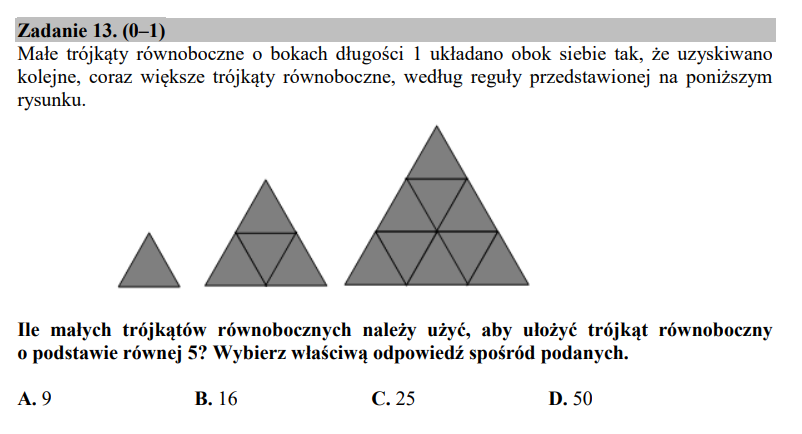 Zadanie 13. (0–1)
Małe trójkąty równoboczne o bokach długości 1 układano obok siebie tak, że uzyskiwano
kolejne, coraz większe trójkąty równoboczne, według reguły przedstawionej na poniższym
rysunku.
Ile małych trójkątów równobocznych należy użyć, aby ułożyć trójkąt równoboczny
o podstawie równej 5? Wybierz właściwą odpowiedź spośród podanych.
A. 9 B. 16 C. 25 D. 50